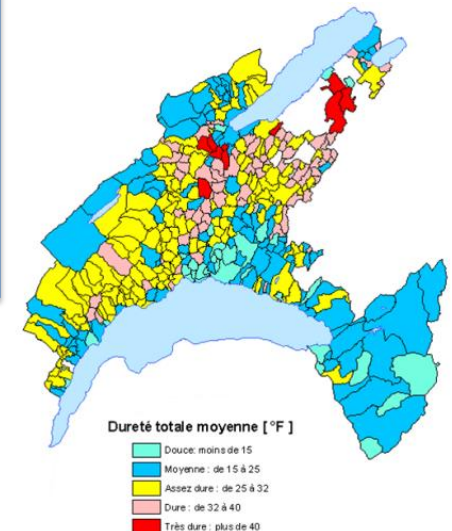 Dureté totale moyenne [ °F ]
Douce: moins de 15
Moyenne : de 15 à 25
Assez dure : de 25 à 32
Dure : de 32 à 40
Très dure : plus de 40